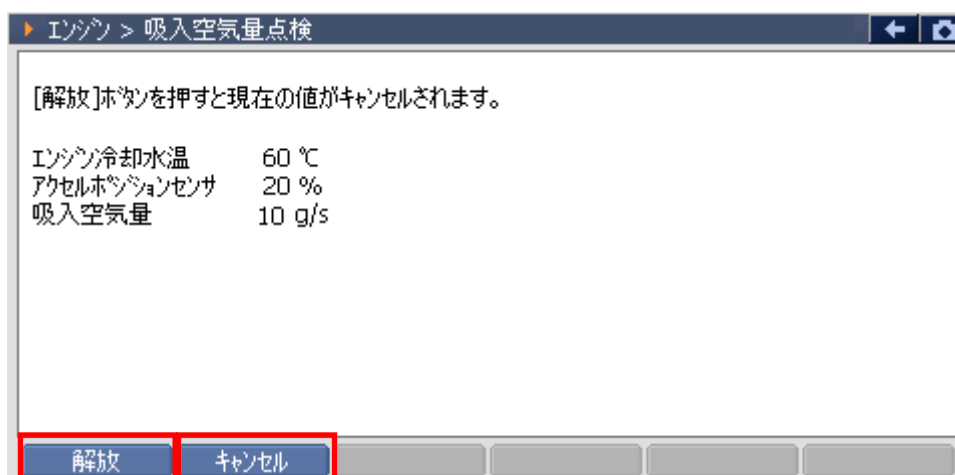 エンジン > 吸入空気量点検
[解放]ボタンを押すと現在の値がキャンセルされます。
エンジン冷却水温 60 ℃
アクセルポジションセンサ 20 %
吸入空気量 10 g/s
解放 キャンセル